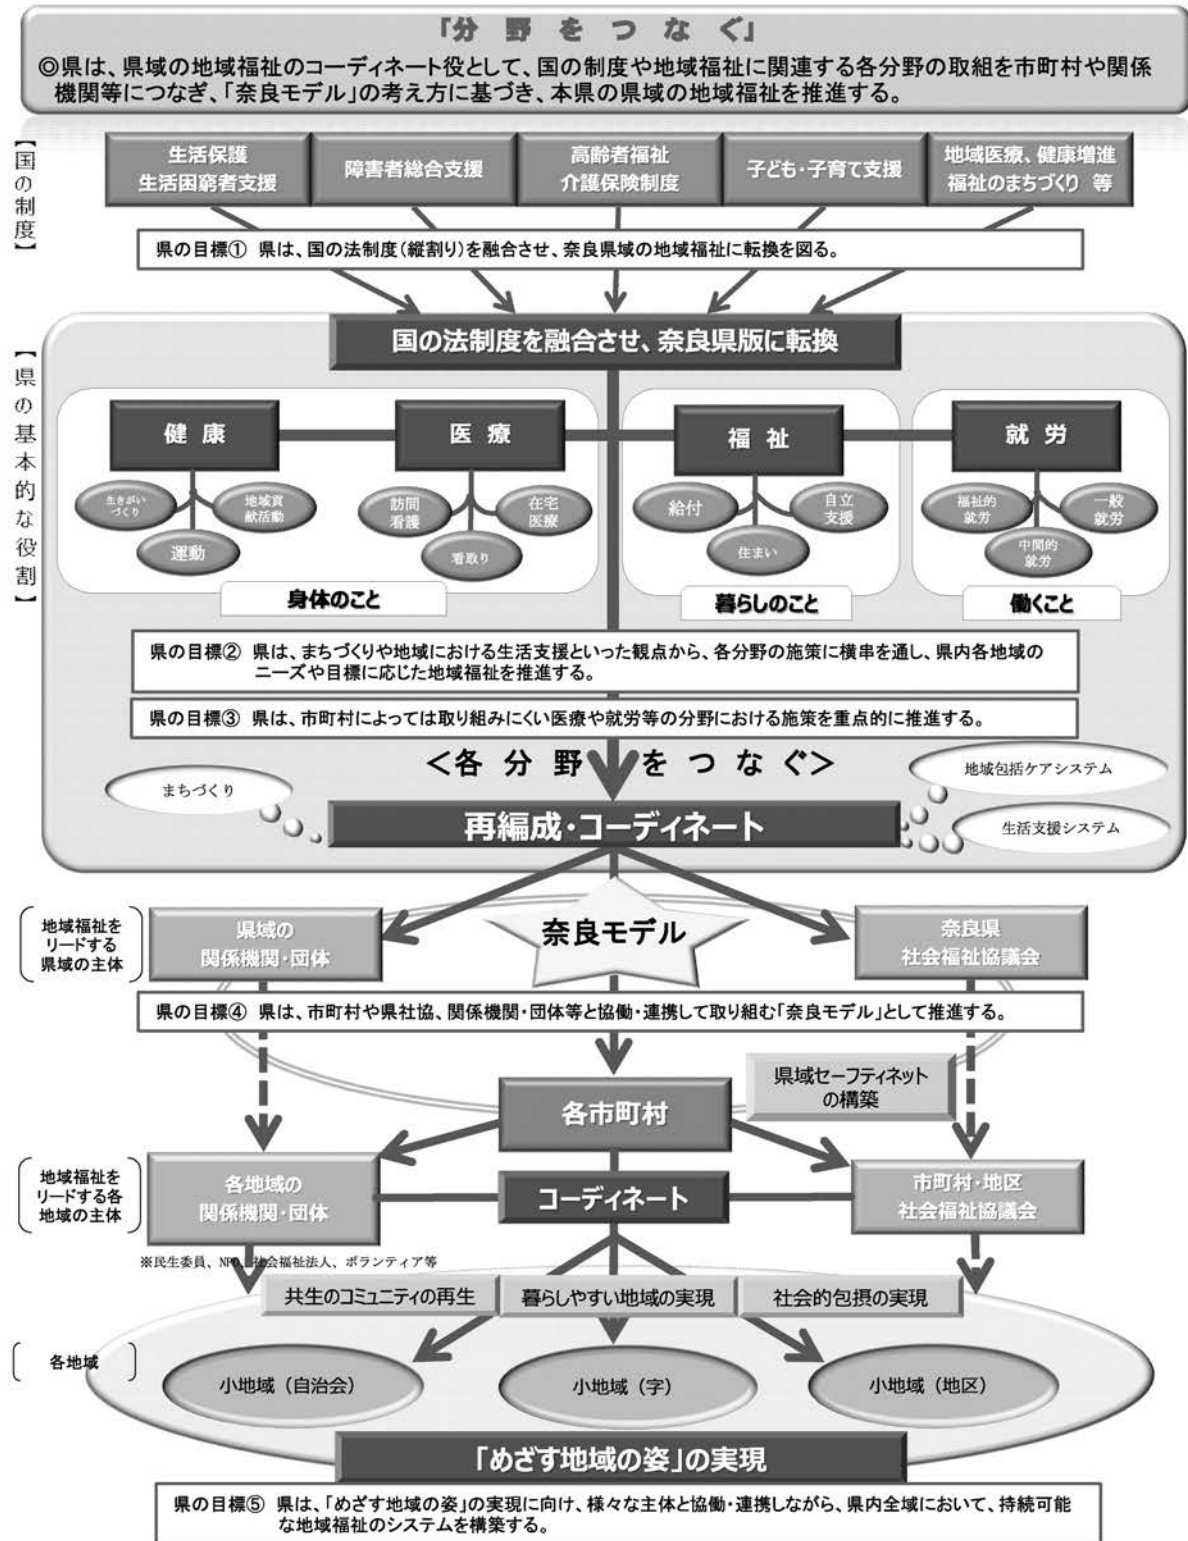 「分野をつなぐ」
◎県は、県域の地域福祉のコーディネート役として、国の制度や地域福祉に関連する各分野の取組を市町村や関係
機関等につなぎ、「奈良モデル」の考え方に基づき、本県の県域の地域福祉を推進する。
【国の制度】
生活保護
生活困窮者支援
障害者総合支援
高齢者福祉
介護保険制度
子ども・子育て支援
地域医療、健康増進
福祉のまちづくり 等
県の目標① 県は、国の法制度(縦割り)を融合させ、奈良県域の地域福祉に転換を図る。
【県の基本的な役割】
国の法制度を融合させ、奈良県版に転換
健康
医療
福祉
就労
生きがい
づくり
地域貢
献活動
運動
訪問
看護
在宅
医療
看取り
給付
自立
支援
住まい
福祉的
就労
一般
就労
中間的
就労
身体のこと
暮らしのこと
働くこと
県の目標② 県は、まちづくりや地域における生活支援といった観点から、各分野の施策に横串を通し、県内各地域の
ニーズや目標に応じた地域福祉を推進する。
県の目標③ 県は、市町村によっては取り組みにくい医療や就労等の分野における施策を重点的に推進する。
<各分野をつなぐ>
まちづくり
地域包括ケアシステム
生活支援システム
再編成・コーディネート
地域福祉を
リードする
県域の主体
県域の
関係機関・団体
奈良モデル
奈良県
社会福祉協議会
県の目標④ 県は、市町村や県社協、関係機関・団体等と協働・連携して取り組む「奈良モデル」として推進する。
県域セーフティネット
の構築
各市町村
地域福祉を
リードする各
地域の主体
各地域の
関係機関・団体
コーディネート
市町村・地区
社会福祉協議会
※民生委員、NPO、社会福祉法人、ボランティア等
共生のコミュニティの再生
暮らしやすい地域の実現
社会的包摂の実現
各地域
小地域（自治会）
小地域（字）
小地域（地区）
「めざす地域の姿」の実現
県の目標⑤ 県は、「めざす地域の姿」の実現に向け、様々な主体と協働・連携しながら、県内全域において、持続可能
な地域福祉のシステムを構築する。